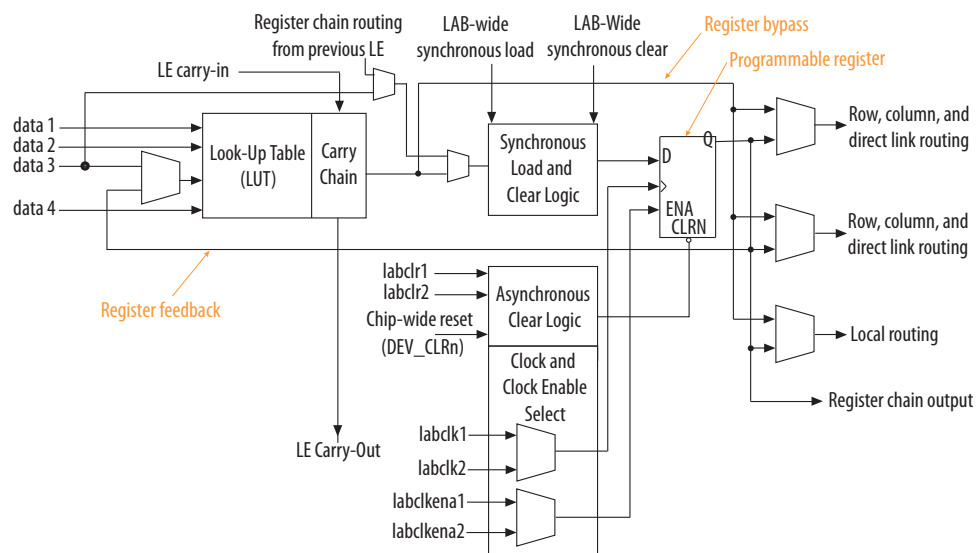 Register chain routing
from previous LE
LAB-wide
synchronous load
LAB-Wide
synchronous clear
Register bypass
Programmable register
LE carry-in
data 1
data 2
data 3
data 4
Look-Up Table
(LUT)
Carry
Chain
Synchronous
Load and
Clear Logic
D
Q
ENA
CLRN
Row, column, and
direct link routing
Row, column, and
direct link routing
Local routing
Register chain output
Register feedback
labclr1
labclr2
Chip-wide reset
(DEV_CLRn)
Asynchronous
Clear Logic
Clock and
Clock Enable
Select
LE Carry-Out
labclk1
labclk2
labclkena1
labclkena2